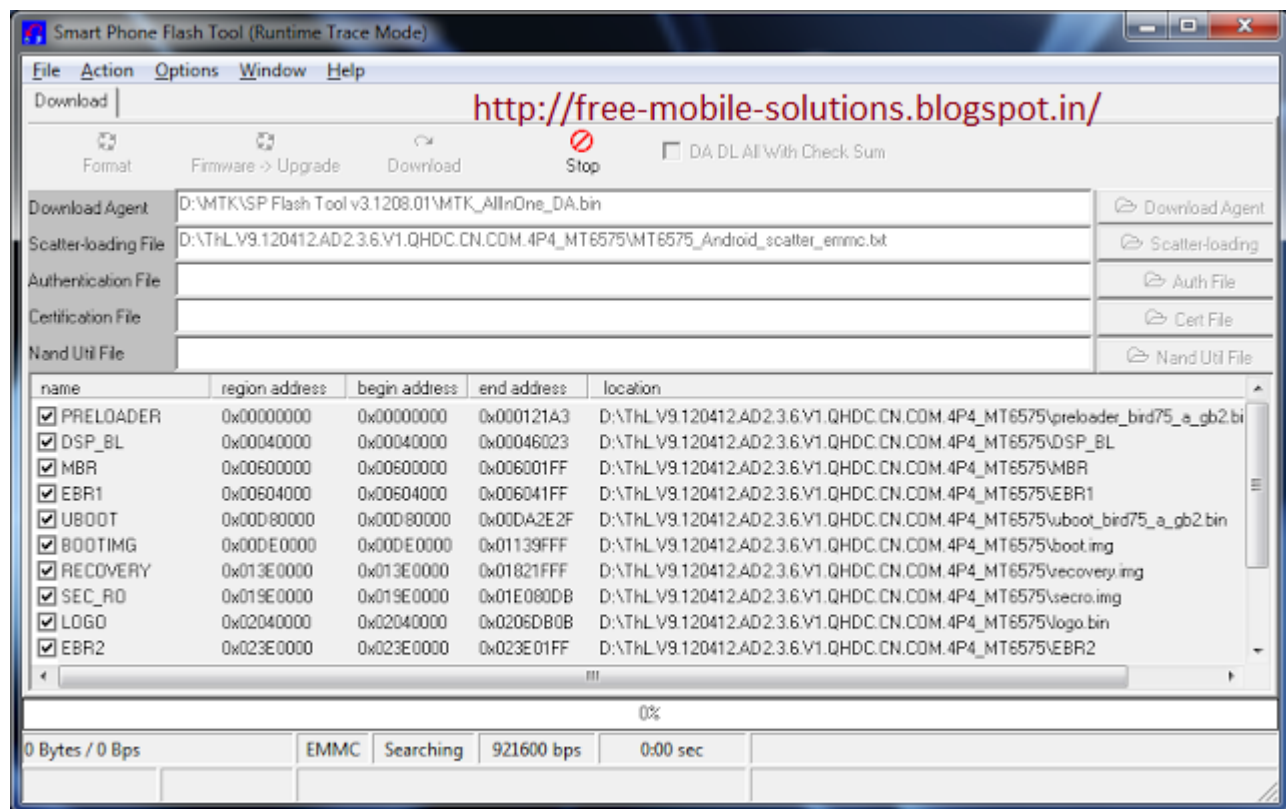 Smart Phone Flash Tool (Runtime Trace Mode)
File Action Options Window Help
Download
http://free-mobile-solutions.blogspot.in/
Format Firmware -> Upgrade Download Stop DA DL All With Check Sum
Download Agent D:\MTK\SP Flash Tool v3.1208.01\MTK_AllInOne_DA.bin Download Agent
Scatter-loading File D:\ThL.V9.120412.AD2.3.6.V1.QHDC.CN.COM.4P4_MT6575\MT6575_Android_scatter_emmc.txt Scatter-loading
Authentication File Auth File
Certification File Cert File
Nand Util File Nand Util File
name region address begin address end address location
PRELOADER 0x00000000 0x00000000 0x000121A3 D:\ThL.V9.120412.AD2.3.6.V1.QHDC.CN.COM.4P4_MT6575\preloader_bird75_a_gb2.bi
DSP_BL 0x00040000 0x00040000 0x00046023 D:\ThL.V9.120412.AD2.3.6.V1.QHDC.CN.COM.4P4_MT6575\DSP_BL
MBR 0x00600000 0x00600000 0x006001FF D:\ThL.V9.120412.AD2.3.6.V1.QHDC.CN.COM.4P4_MT6575\MBR
EBR1 0x00604000 0x00604000 0x006041FF D:\ThL.V9.120412.AD2.3.6.V1.QHDC.CN.COM.4P4_MT6575\EBR1
UBOOT 0x00D80000 0x00D80000 0x00DA2E2F D:\ThL.V9.120412.AD2.3.6.V1.QHDC.CN.COM.4P4_MT6575\uboot_bird75_a_gb2.bin
BOOTIMG 0x00DE0000 0x00DE0000 0x01139FFF D:\ThL.V9.120412.AD2.3.6.V1.QHDC.CN.COM.4P4_MT6575\boot.img
RECOVERY 0x013E0000 0x013E0000 0x01821FFF D:\ThL.V9.120412.AD2.3.6.V1.QHDC.CN.COM.4P4_MT6575\recovery.img
SEC_RO 0x019E0000 0x019E0000 0x01E080DB D:\ThL.V9.120412.AD2.3.6.V1.QHDC.CN.COM.4P4_MT6575\secro.img
LOGO 0x02040000 0x02040000 0x0206DB0B D:\ThL.V9.120412.AD2.3.6.V1.QHDC.CN.COM.4P4_MT6575\logo.bin
EBR2 0x023E0000 0x023E0000 0x023E01FF D:\ThL.V9.120412.AD2.3.6.V1.QHDC.CN.COM.4P4_MT6575\EBR2
0%
0 Bytes / 0 Bps EMMC Searching 921600 bps 0:00 sec